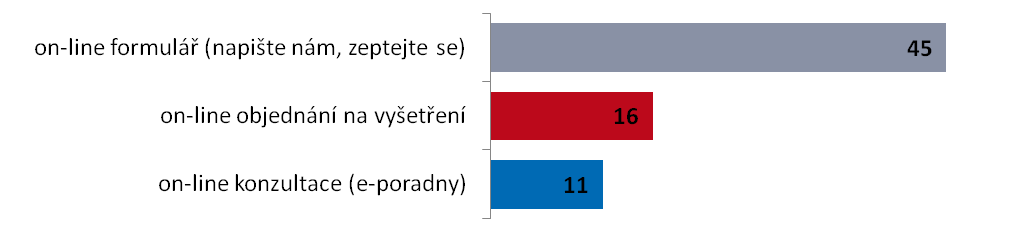 on-line formulář (napište nám, zeptejte se)
45
on-line objednání na vyšetření
16
on-line konzultace (e-poradny)
11